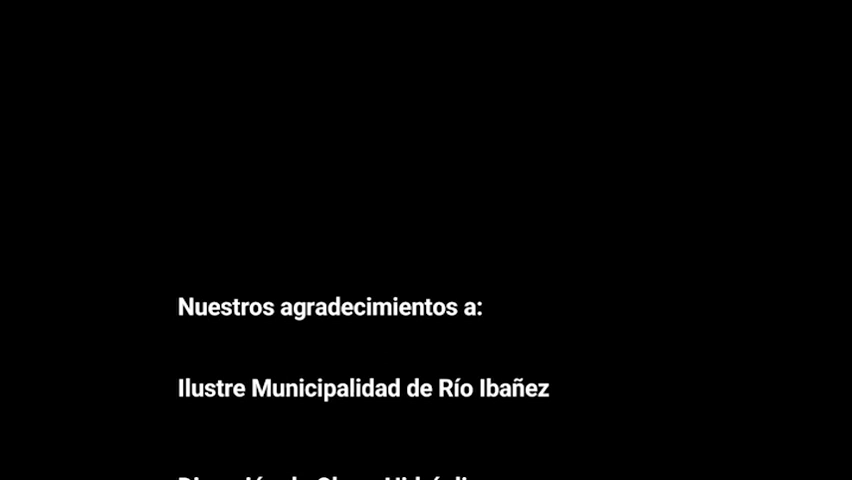 Nuestros agradecimientos a:
Ilustre Municipalidad de Río Ibañez